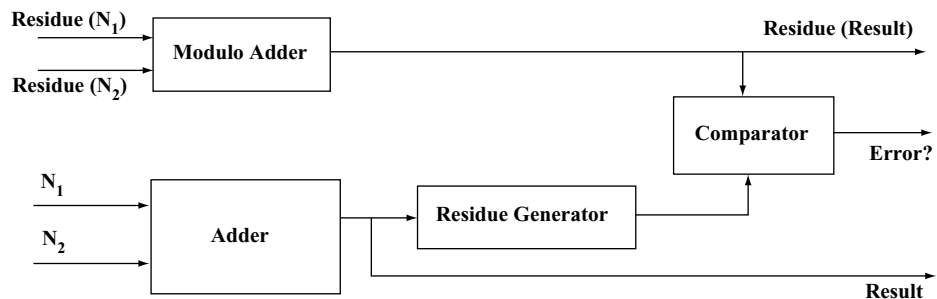 Residue (N1)
Modulo Adder
Residue (Result)
Residue (N2)
Comparator
Error?
N1
Adder
Residue Generator
N2
Result